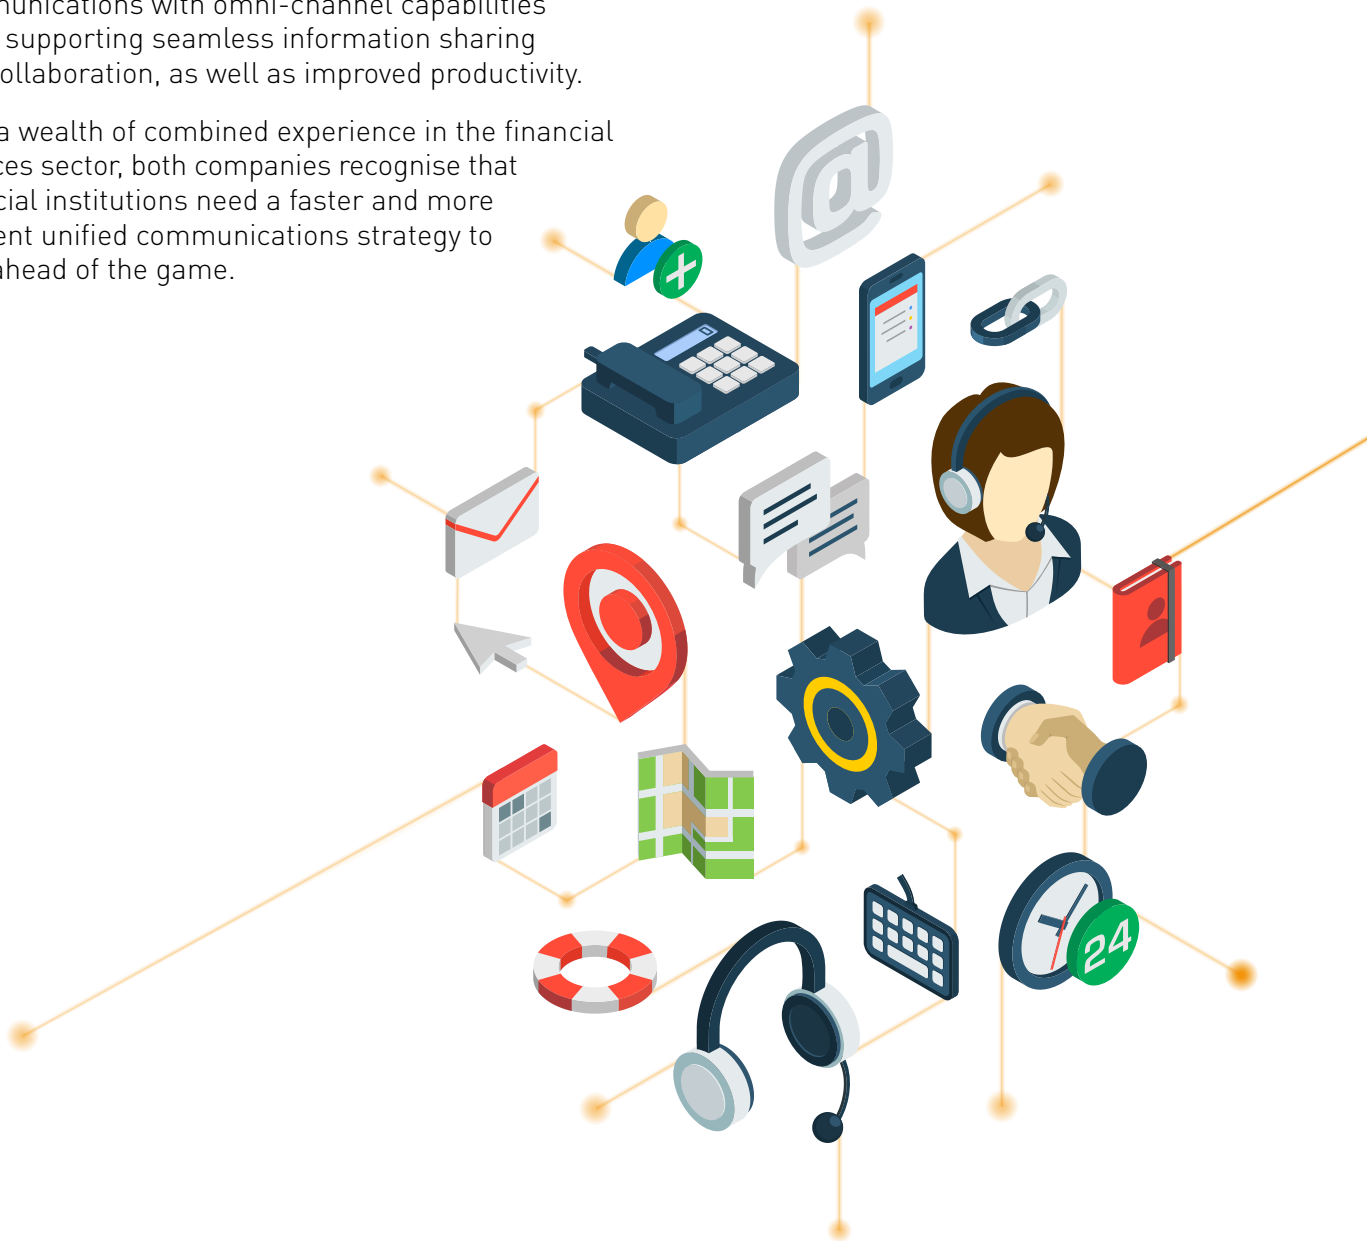 munications with omni-channel capabilities
supporting seamless information sharing
ollaboration, as well as improved productivity.
a wealth of combined experience in the financial
ces sector, both companies recognise that
cial institutions need a faster and more
ent unified communications strategy to
ahead of the game.
@
24